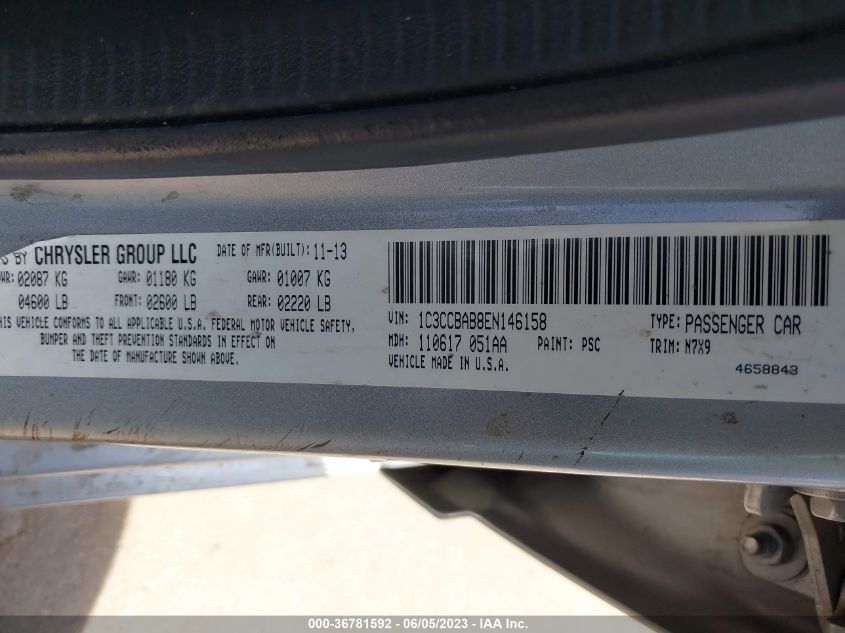 BY CHRYSLER GROUP LLC DATE OF MFR(BUILT): 11-13
02087 KG GAWR: 01180 KG GAWR: 01007 KG
04600 LB FRONT: 02600 LB REAR: 02220 LB
THIS VEHICLE CONFORMS TO ALL APPLICABLE U.S.A. FEDERAL MOTOR VEHICLE SAFETY,
BUMPER AND THEFT PREVENTION STANDARDS IN EFFECT ON
THE DATE OF MANUFACTURE SHOWN ABOVE.
VIN: 1C3CCBAB8EN146158 TYPE: PASSENGER CAR
MDH: 110617 051AA PAINT: PSC TRIM: N7X9
VEHICLE MADE IN U.S.A.
4658843
000-36781592 - 06/05/2023 - IAA Inc.